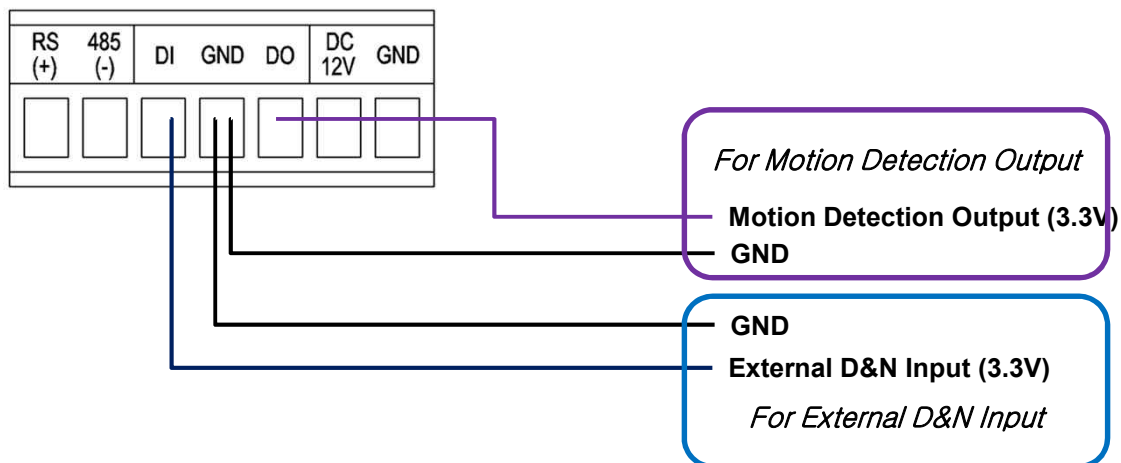 RS 485 DI GND DO DC GND
(+) (-) 12V
For Motion Detection Output
Motion Detection Output (3.3V)
GND
GND
External D&N Input (3.3V)
For External D&N Input